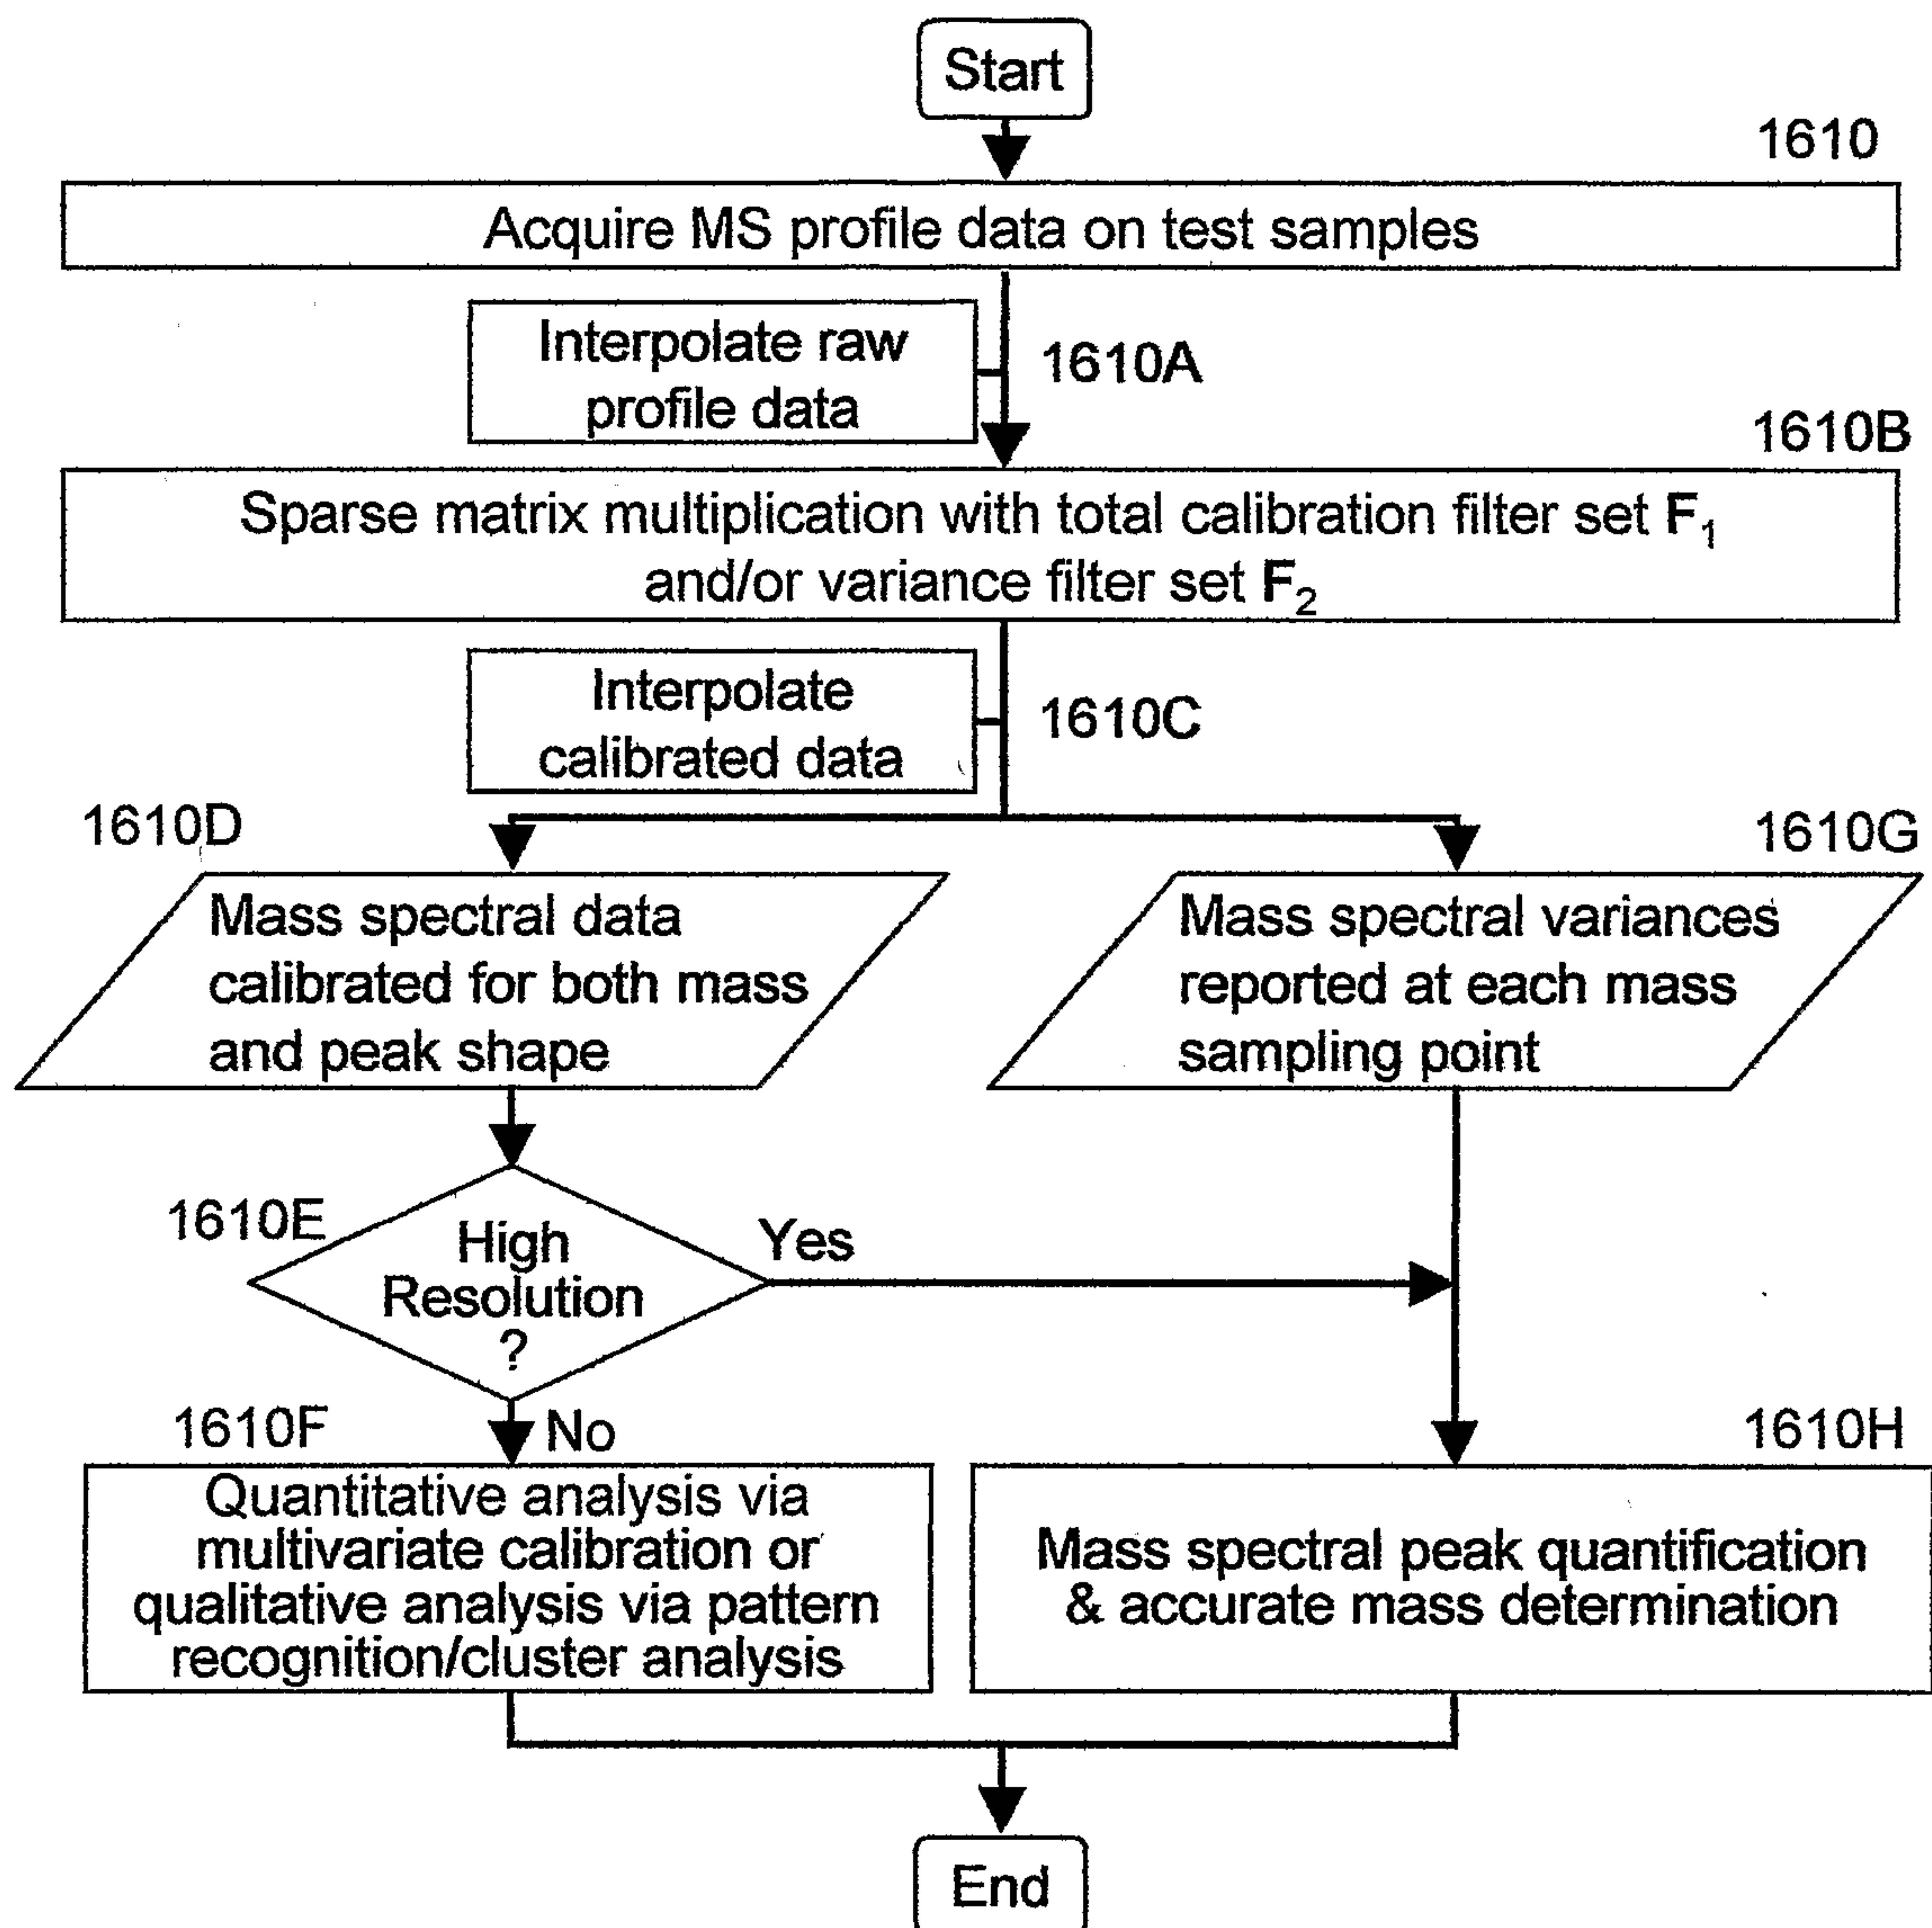 Start
1610
Acquire MS profile data on test samples
Interpolate raw
profile data
1610A
1610B
Sparse matrix multiplication with total calibration filter set F₁
and/or variance filter set F₂
Interpolate
calibrated data
1610C
1610D
1610G
Mass spectral data
calibrated for both mass
and peak shape
Mass spectral variances
reported at each mass
sampling point
1610E
High
Resolution
?
Yes
No
1610F
1610H
Quantitative analysis via
multivariate calibration or
qualitative analysis via pattern
recognition/cluster analysis
Mass spectral peak quantification
& accurate mass determination
End